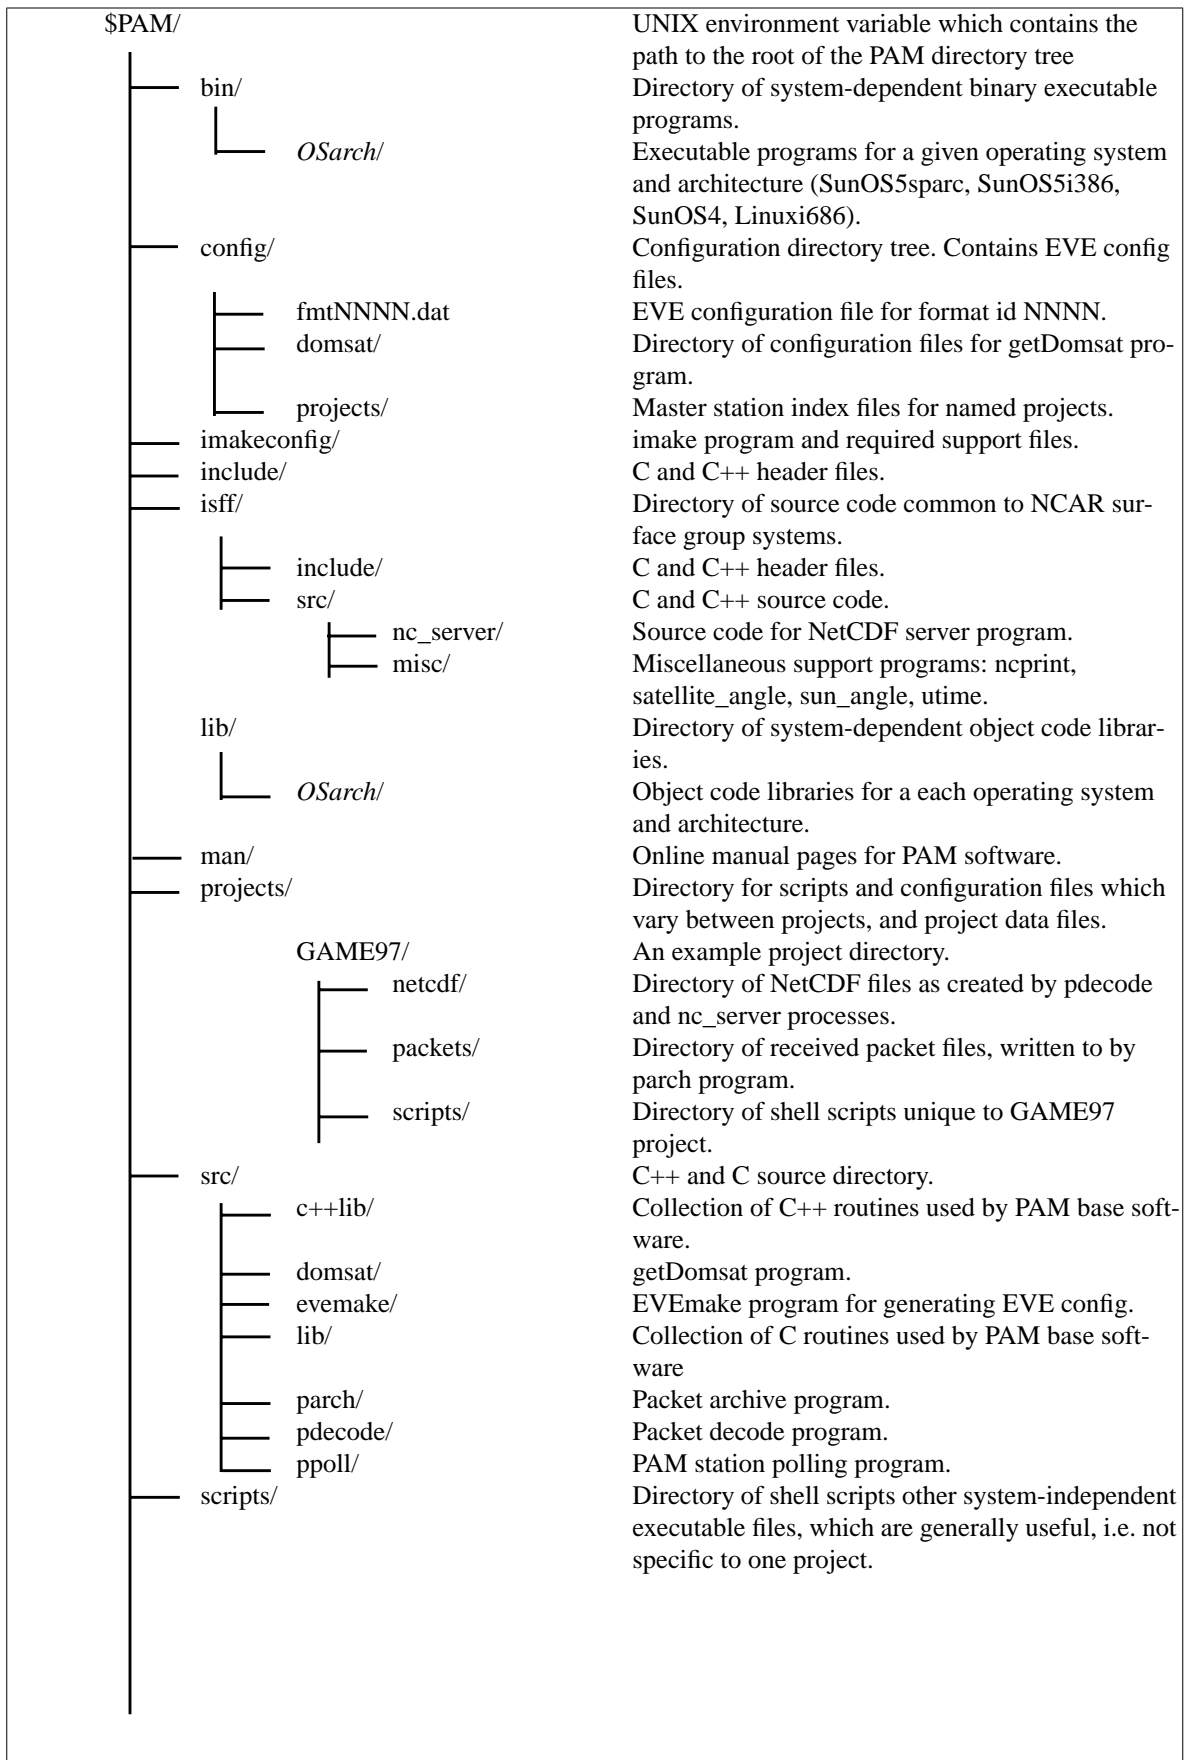 $PAM/ UNIX environment variable which contains the
path to the root of the PAM directory tree
bin/ Directory of system-dependent binary executable
programs.
OSarch/ Executable programs for a given operating system
and architecture (SunOS5sparc, SunOS5i386,
SunOS4, Linuxi686).
config/ Configuration directory tree. Contains EVE config
files.
fmtNNNN.dat EVE configuration file for format id NNNN.
domsat/ Directory of configuration files for getDomsat pro-
gram.
projects/ Master station index files for named projects.
imakeconfig/ imake program and required support files.
include/ C and C++ header files.
isff/ Directory of source code common to NCAR sur-
face group systems.
include/ C and C++ header files.
src/ C and C++ source code.
nc_server/ Source code for NetCDF server program.
misc/ Miscellaneous support programs: ncprint,
satellite_angle, sun_angle, utime.
lib/ Directory of system-dependent object code librar-
ies.
OSarch/ Object code libraries for a each operating system
and architecture.
man/ Online manual pages for PAM software.
projects/ Directory for scripts and configuration files which
vary between projects, and project data files.
GAME97/ An example project directory.
netcdf/ Directory of NetCDF files as created by pdecode
and nc_server processes.
packets/ Directory of received packet files, written to by
parch program.
scripts/ Directory of shell scripts unique to GAME97
project.
src/ C++ and C source directory.
c++lib/ Collection of C++ routines used by PAM base soft-
ware.
domsat/ getDomsat program.
evemake/ EVEmake program for generating EVE config.
lib/ Collection of C routines used by PAM base soft-
ware
parch/ Packet archive program.
pdecode/ Packet decode program.
ppoll/ PAM station polling program.
scripts/ Directory of shell scripts other system-independent
executable files, which are generally useful, i.e. not
specific to one project.